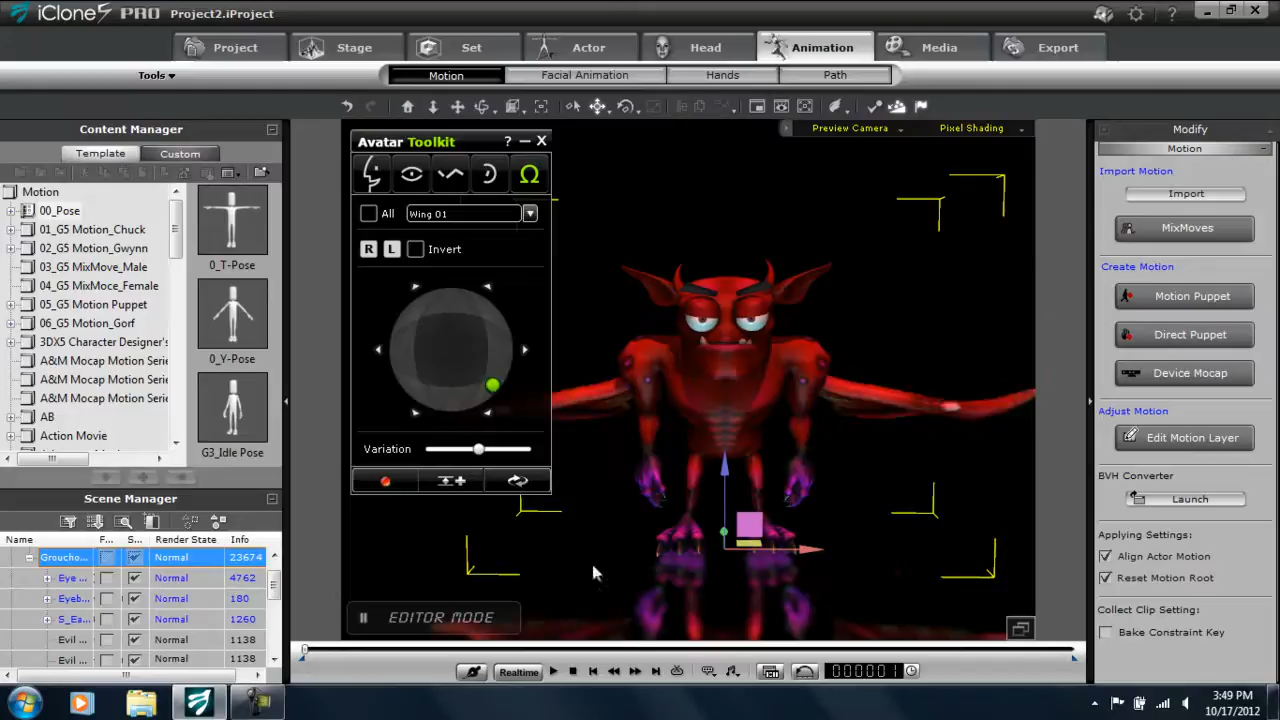 iClone5 PRO Project2.iProject
Project Stage Set Actor Head Animation Media Export
Tools Motion Facial Animation Hands Path
Content Manager
Template Custom
Motion
00_Pose
01_G5 Motion_Chuck
02_G5 Motion_Gwynn
03_G5 MixMove_Male
04_G5 MixMoce_Female
05_G5 Motion Puppet
06_G5 Motion_Gorf
3DX5 Character Designer's
A&M Mocap Motion Serie
A&M Mocap Motion Serie
A&M Mocap Motion Serie
AB
Action Movie
0_T-Pose
0_Y-Pose
G3_Idle Pose
Scene Manager
Name F... S... Render State Info
Groucho... Normal 23674
Eye ... Normal 4762
Eyeb... Normal 180
S_Ea... Normal 1260
Evil ... Normal 1138
Evil ... Normal 1138
Avatar Toolkit ?
All Wing 01
R L Invert
Variation
Preview Camera Pixel Shading
EDITOR MODE
Realtime 000001
Modify
Motion
Import Motion
Import
MixMoves
Create Motion
Motion Puppet
Direct Puppet
Device Mocap
Adjust Motion
Edit Motion Layer
BVH Converter
Launch
Applying Settings:
Align Actor Motion
Reset Motion Root
Collect Clip Setting:
Bake Constraint Key
3:49 PM
10/17/2012